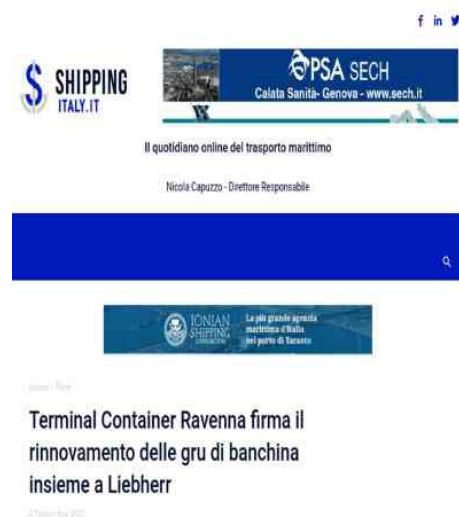 f in
SHIPPING
ITALY.IT
PSA SECH
Calata Sanità- Genova - www.sech.it
Il quotidiano online del trasporto marittimo
Nicola Capuzzo - Direttore Responsabile
IONIAN
SHIPPING
CONSORTIUM
La più grande agenzia
marittima d'Italia
nel porto di Taranto
Terminal Container Ravenna firma il
rinnovamento delle gru di banchina
insieme a Liebherr